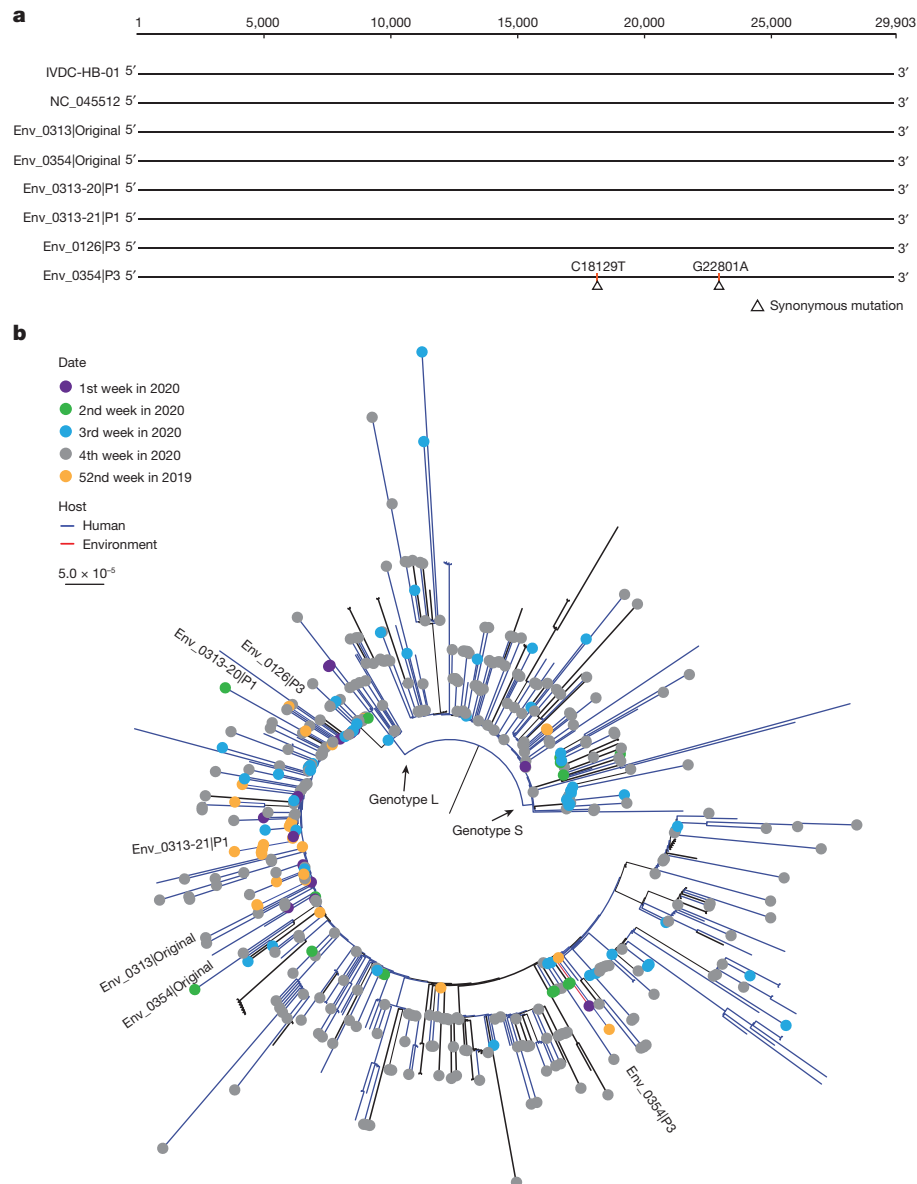 a
1 5,000 10,000 15,000 20,000 25,000 29,903
IVDC-HB-01 5′ 3′
NC_045512 5′ 3′
Env_0313|Original 5′ 3′
Env_0354|Original 5′ 3′
Env_0313-20|P1 5′ 3′
Env_0313-21|P1 5′ 3′
Env_0126|P3 5′ 3′
C18129T G22801A
Env_0354|P3 5′ 3′
Synonymous mutation
b
Date
1st week in 2020
2nd week in 2020
3rd week in 2020
4th week in 2020
52nd week in 2019
Host
Human
Environment
5.0 × 10⁻⁵
Env_0313-20|P1
Env_0126|P3
Genotype L
Genotype S
Env_0313-21|P1
Env_0313|Original
Env_0354|Original
Env_0354|P3